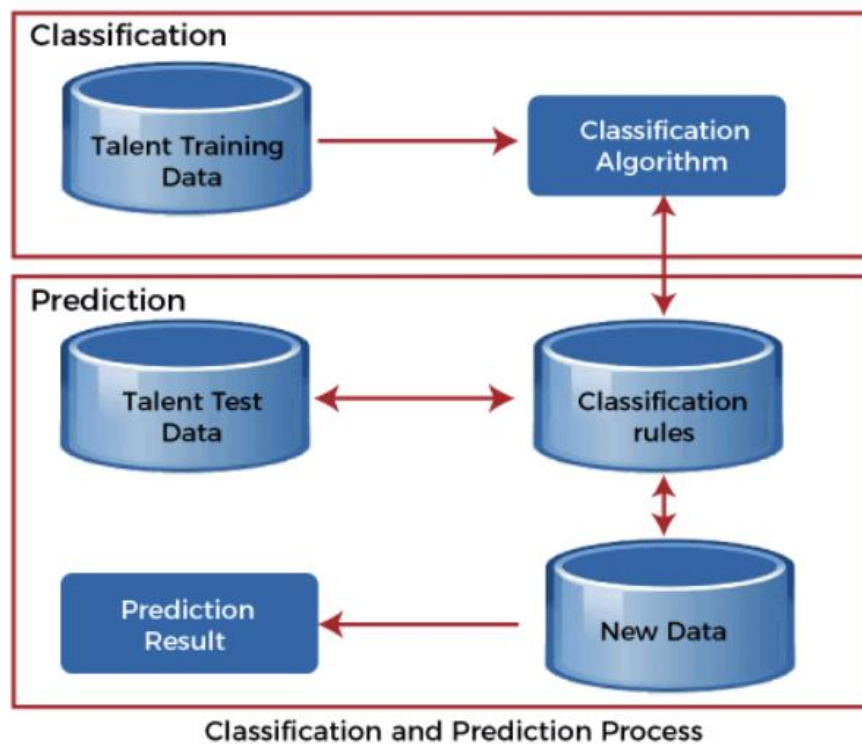 Classification
Talent Training
Data
Classification
Algorithm
Prediction
Talent Test
Data
Classification
rules
Prediction
Result
New Data
Classification and Prediction Process